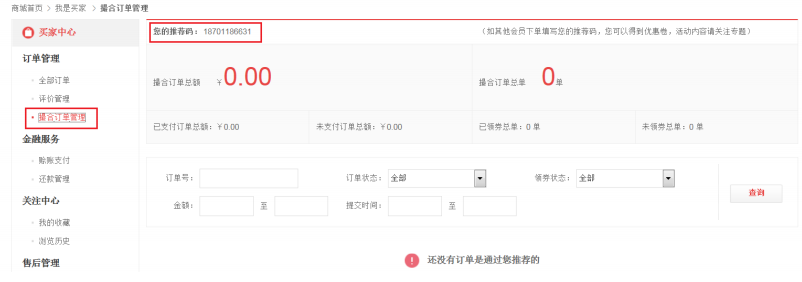 商城首页 > 我是买家 > 撮合订单管理
买家中心
您的推荐码：18701186631
（如其他会员下单填写您的推荐码，您可以得到优惠卷，活动内容请关注专题）
订单管理
全部订单
评价管理
撮合订单管理
金融服务
赊账支付
还款管理
关注中心
我的收藏
浏览历史
售后管理
撮合订单总额 ￥0.00
撮合订单总单 0 单
已支付订单总额：￥0.00
未支付订单总额：￥0.00
已领券总单：0 单
未领券总单：0 单
订单号：
订单状态： 全部
领券状态： 全部
金额： 至
提交时间： 至
查询
还没有订单是通过您推荐的